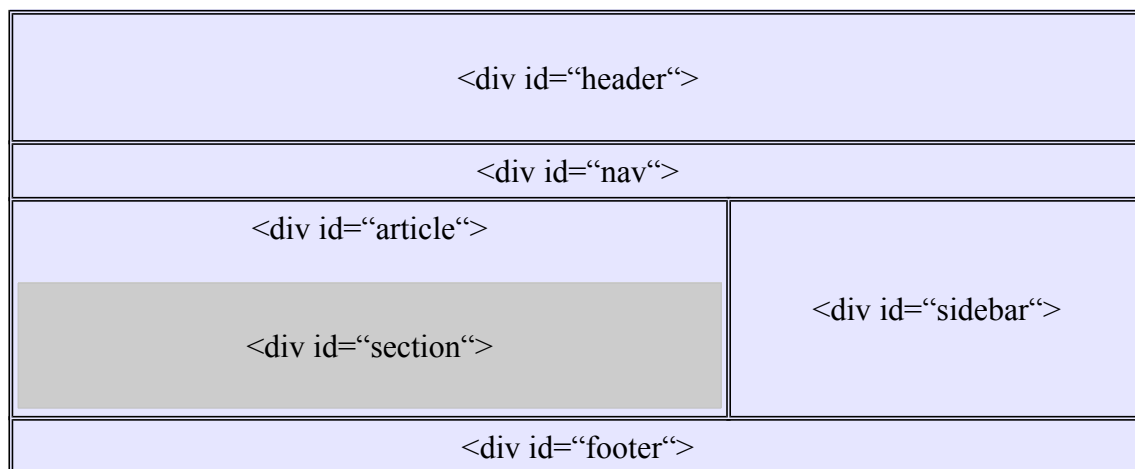 <div id=“header“>
<div id=“nav“>
<div id=“article“>
<div id=“section“>
<div id=“sidebar“>
<div id=“footer“>